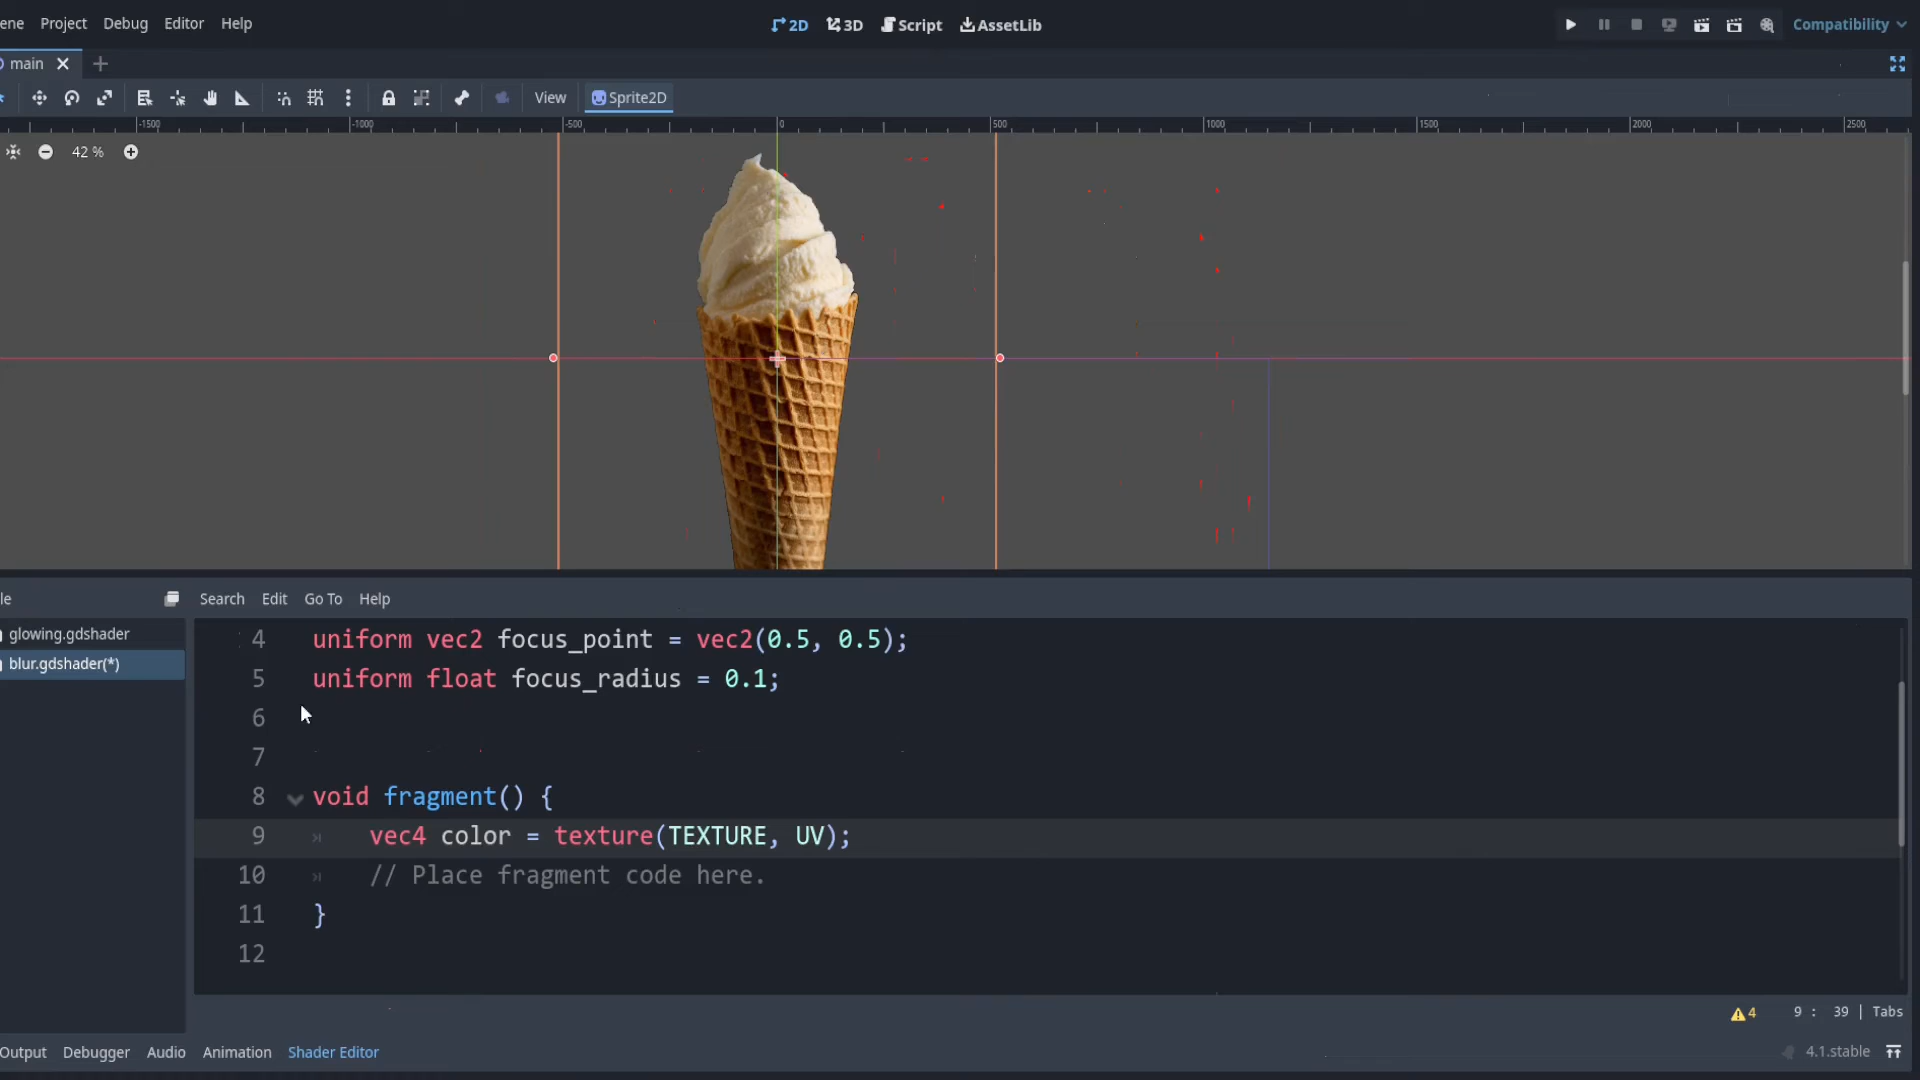 ene Project Debug Editor Help
2D 3D Script AssetLib
Compatibility
main
View Sprite2D
-1500 -1000 -500 0 500 1000 1500 2000 2500
42 %
le
Search Edit Go To Help
glowing.gdshader
blur.gdshader(*)
4 uniform vec2 focus_point = vec2(0.5, 0.5);
5 uniform float focus_radius = 0.1;
6
7
8 void fragment() {
9 vec4 color = texture(TEXTURE, UV);
10 // Place fragment code here.
11 }
12
4 9 : 39 | Tabs
Output Debugger Audio Animation Shader Editor
4.1.stable